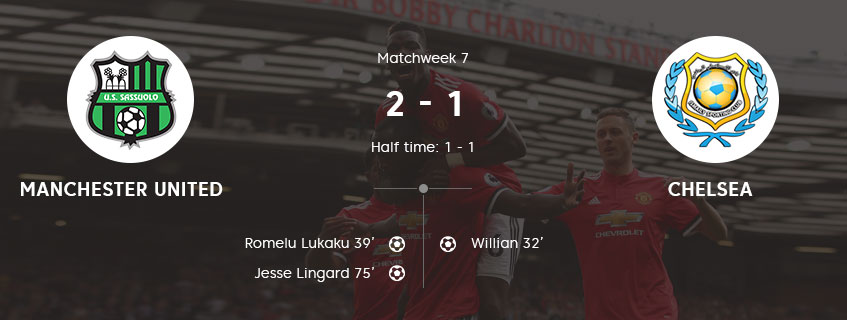 SIR BOBBY CHARLTON STAND
Matchweek 7
U.S. SASSUOLO
2 - 1
Half time: 1 - 1
MANCHESTER UNITED
CHELSEA
Romelu Lukaku 39’
Willian 32’
Jesse Lingard 75’
CHEVROLET
CHEVROLET